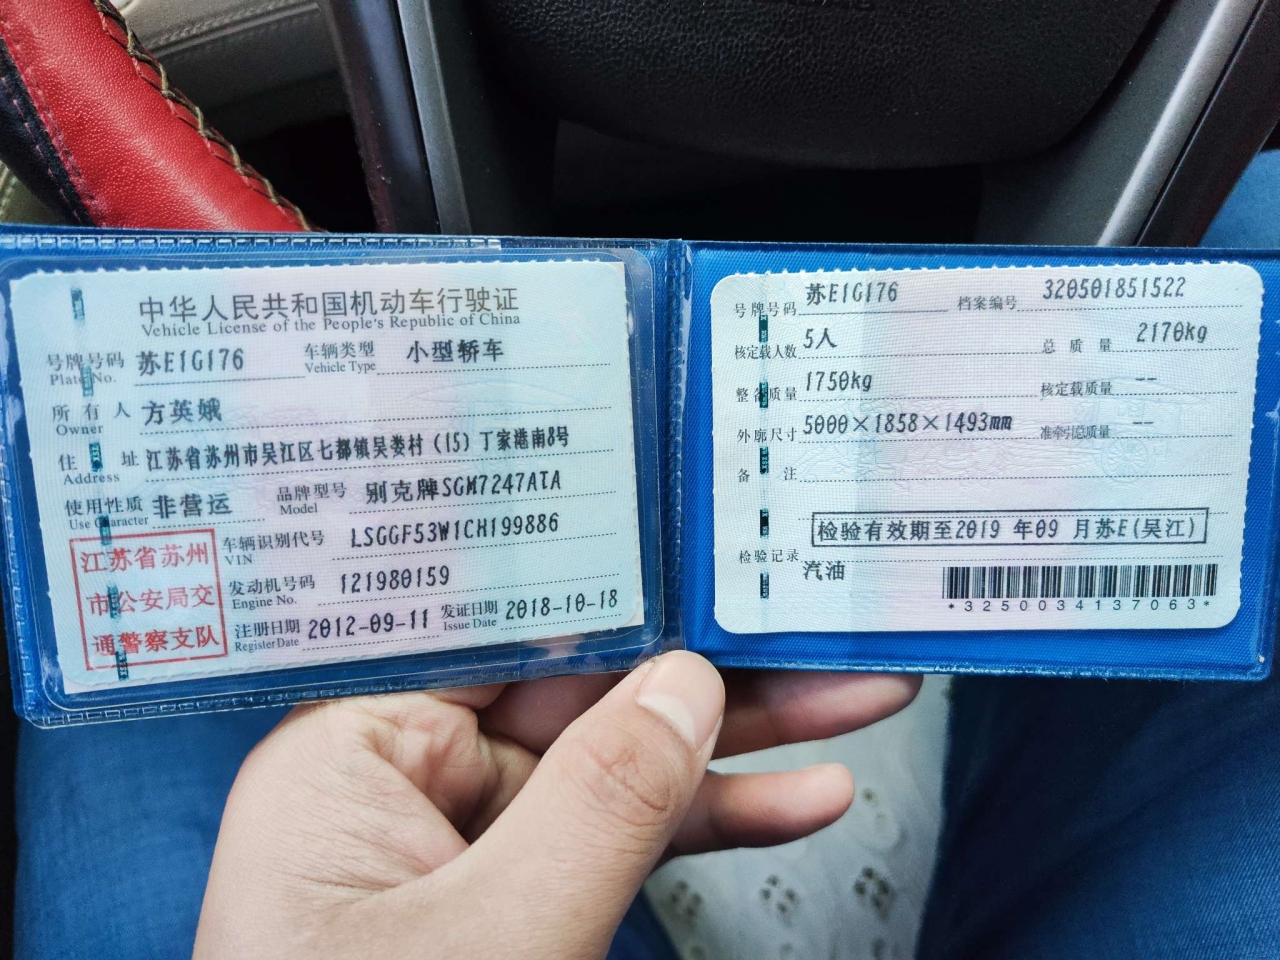 中华人民共和国机动车行驶证
Vehicle License of the People's Republic of China
号牌号码 苏E1G176 车辆类型 小型轿车
Plate No. Vehicle Type
所有人 方英娥
Owner
住址 江苏省苏州市吴江区七都镇吴娄村(15)丁家港南8号
Address
使用性质 非营运 品牌型号 别克牌SGM7247ATA
Use Character Model
车辆识别代号 LSGGF53W1CH199886
VIN
发动机号码 121980159
Engine No.
注册日期 2012-09-11 发证日期 2018-10-18
Register Date Issue Date
江苏省苏州
市公安局交
通警察支队
号牌号码 苏E1G176 档案编号 320501851522
核定载人数 5人 总质量 2170kg
整备质量 1750kg 核定载质量 --
外廓尺寸 5000×1858×1493mm 准牵引总质量 --
备注
检验有效期至2019 年09 月苏E(吴江)
检验记录
汽油
*3250034137063*